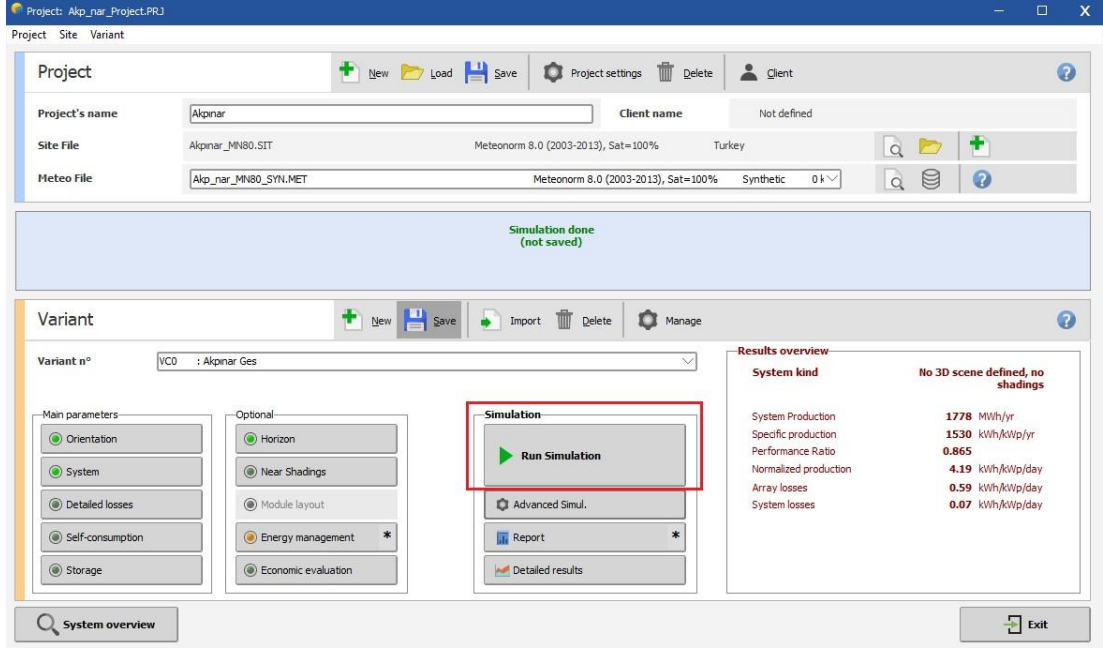 Project: Akp_nar_Project.PRJ
Project Site Variant
Project New Load Save Project settings Delete Client
Project's name Akpınar Client name Not defined
Site File Akpınar_MN80.SIT Meteonorm 8.0 (2003-2013), Sat=100% Turkey
Meteo File Akp_nar_MN80_SYN.MET Meteonorm 8.0 (2003-2013), Sat=100% Synthetic 0 k
Simulation done
(not saved)
Variant New Save Import Delete Manage
Variant n° VC0 : Akpınar Ges
Main parameters
Orientation
System
Detailed losses
Self-consumption
Storage
Optional
Horizon
Near Shadings
Module layout
Energy management *
Economic evaluation
Simulation
Run Simulation
Advanced Simul.
Report *
Detailed results
Results overview
System kind No 3D scene defined, no
shadings
System Production 1778 MWh/yr
Specific production 1530 kWh/kWp/yr
Performance Ratio 0.865
Normalized production 4.19 kWh/kWp/day
Array losses 0.59 kWh/kWp/day
System losses 0.07 kWh/kWp/day
System overview
Exit